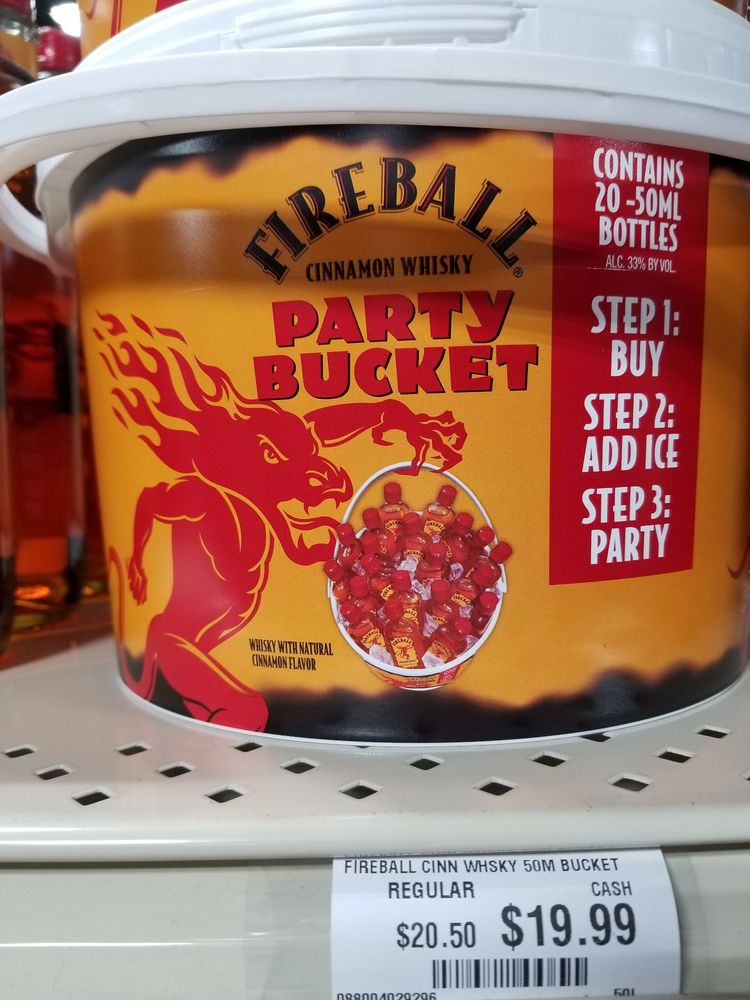 FIREBALL®
CINNAMON WHISKY
PARTY
BUCKET
WHISKY WITH NATURAL
CINNAMON FLAVOR
CONTAINS
20 -50ML
BOTTLES
ALC. 33% BY VOL.
STEP 1:
BUY
STEP 2:
ADD ICE
STEP 3:
PARTY
FIREBALL CINN WHSKY 50M BUCKET
REGULAR CASH
$20.50 $19.99